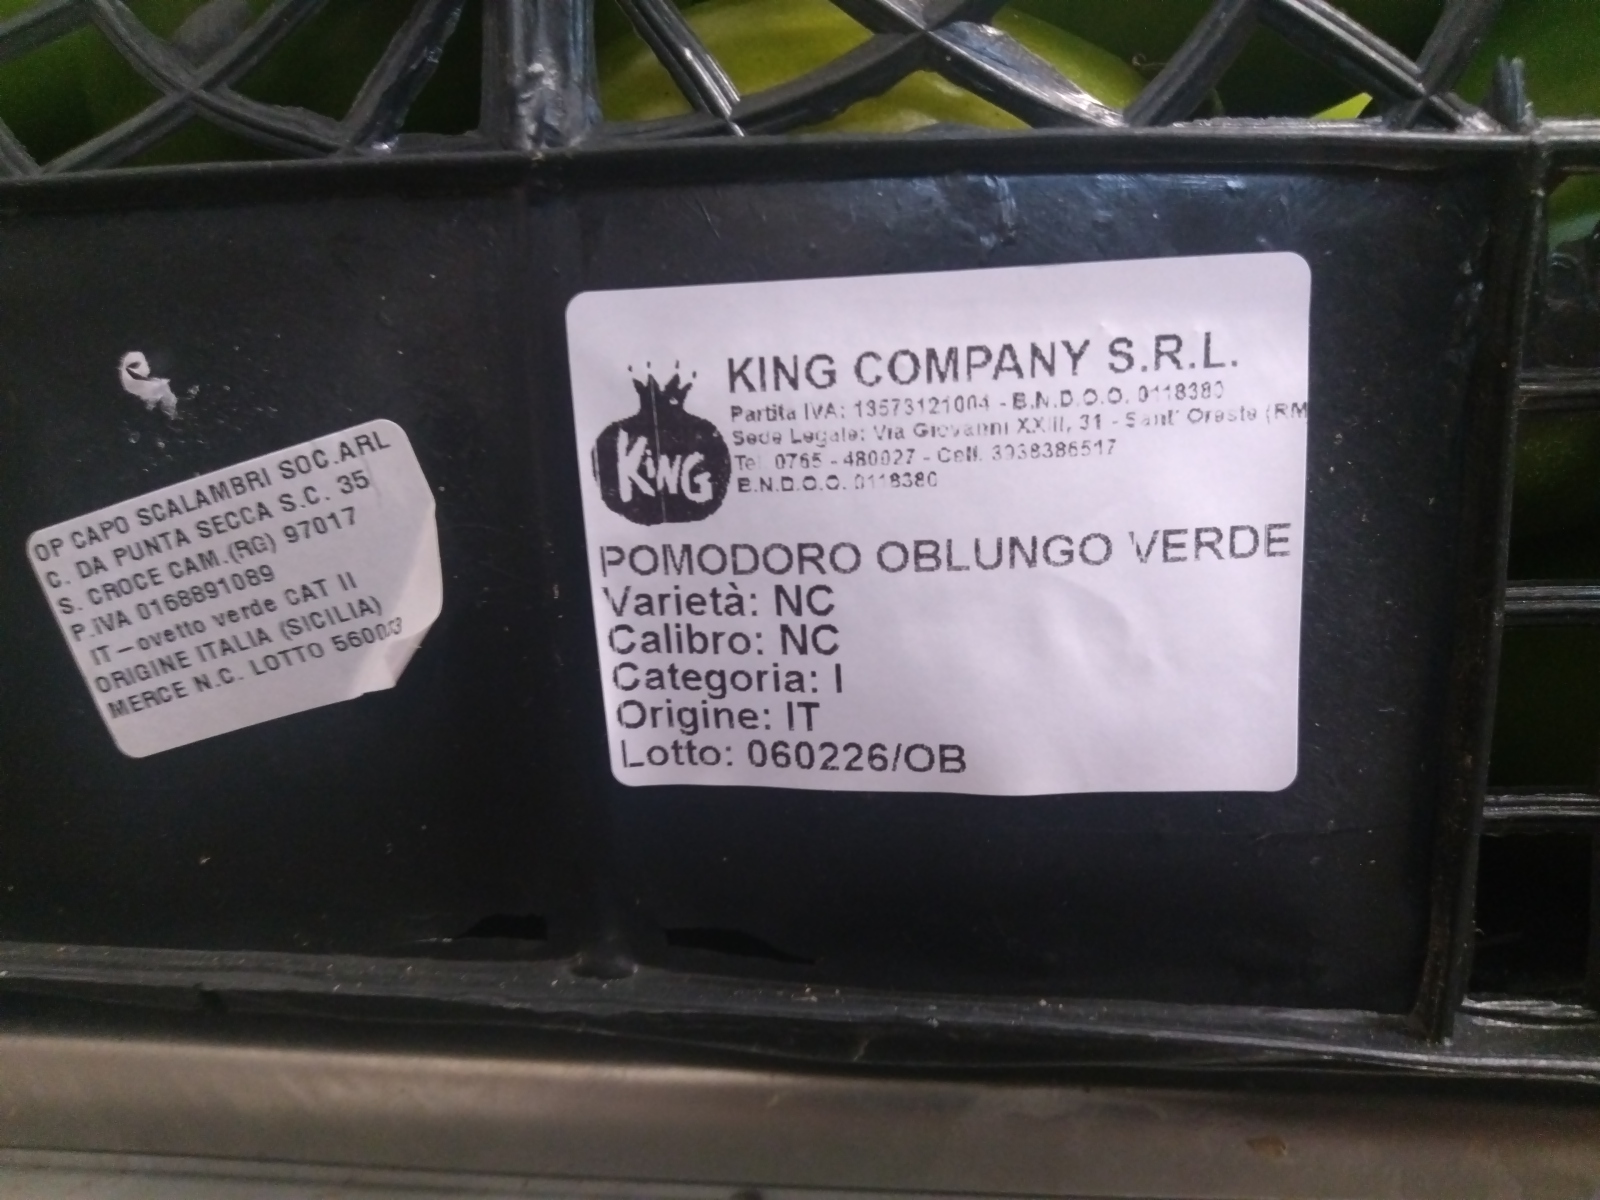 OP CAPO SCALAMBRI SOC.ARL
C. DA PUNTA SECCA S.C. 35
S. CROCE CAM.(RG) 97017
P.IVA 0168891089
IT – ovetto verde CAT II
ORIGINE ITALIA (SICILIA)
MERCE N.C. LOTTO
KING
KING COMPANY S.R.L.
Partita IVA: 13573121004 - B.N.D.O.O. 0118380
Sede Legale: Via Giovanni XXIII, 31 - Sant' Oreste (RM
Tel 0765 - 480027 - Cell. 3938386517
B.N.D.O.O. 0118380
POMODORO OBLUNGO VERDE
Varietà: NC
Calibro: NC
Categoria: I
Origine: IT
Lotto: 060226/OB